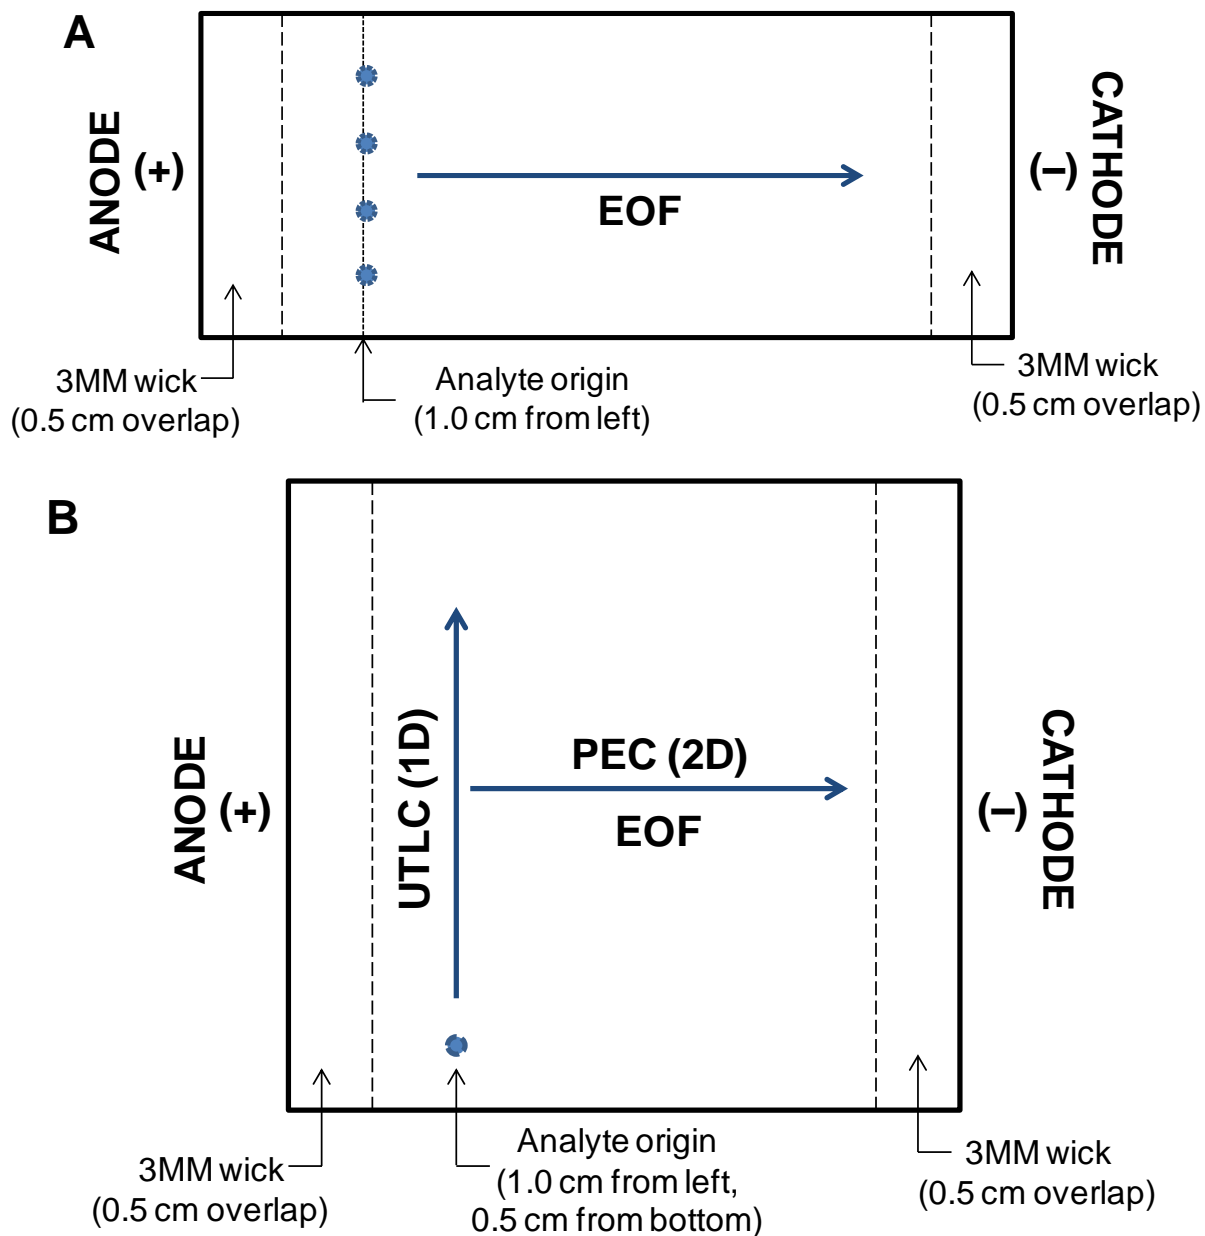 A
ANODE
(+)
EOF
(–)
CATHODE
3MM wick
(0.5 cm overlap)
Analyte origin
(1.0 cm from left)
3MM wick
(0.5 cm overlap)
B
ANODE
(+)
UTLC (1D)
PEC (2D)
EOF
(–)
CATHODE
3MM wick
(0.5 cm overlap)
Analyte origin
(1.0 cm from left,
0.5 cm from bottom)
3MM wick
(0.5 cm overlap)